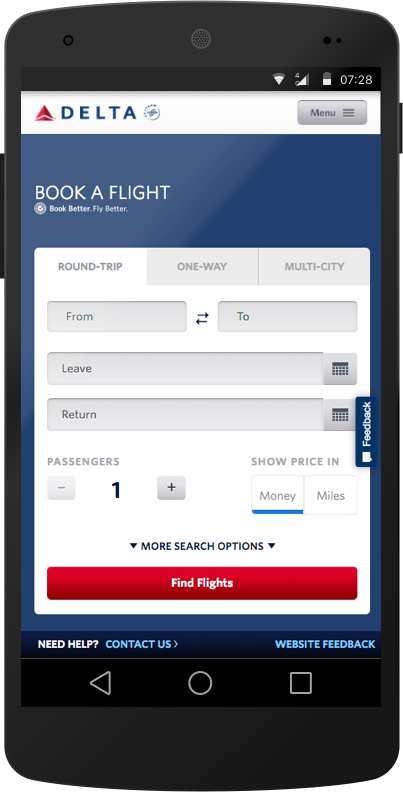 4
07:28
DELTA
Menu
BOOK A FLIGHT
Book Better. Fly Better.
ROUND-TRIP ONE-WAY MULTI-CITY
From To
Leave
Return
Feedback
PASSENGERS SHOW PRICE IN
− 1 + Money Miles
MORE SEARCH OPTIONS
Find Flights
NEED HELP? CONTACT US > WEBSITE FEEDBACK